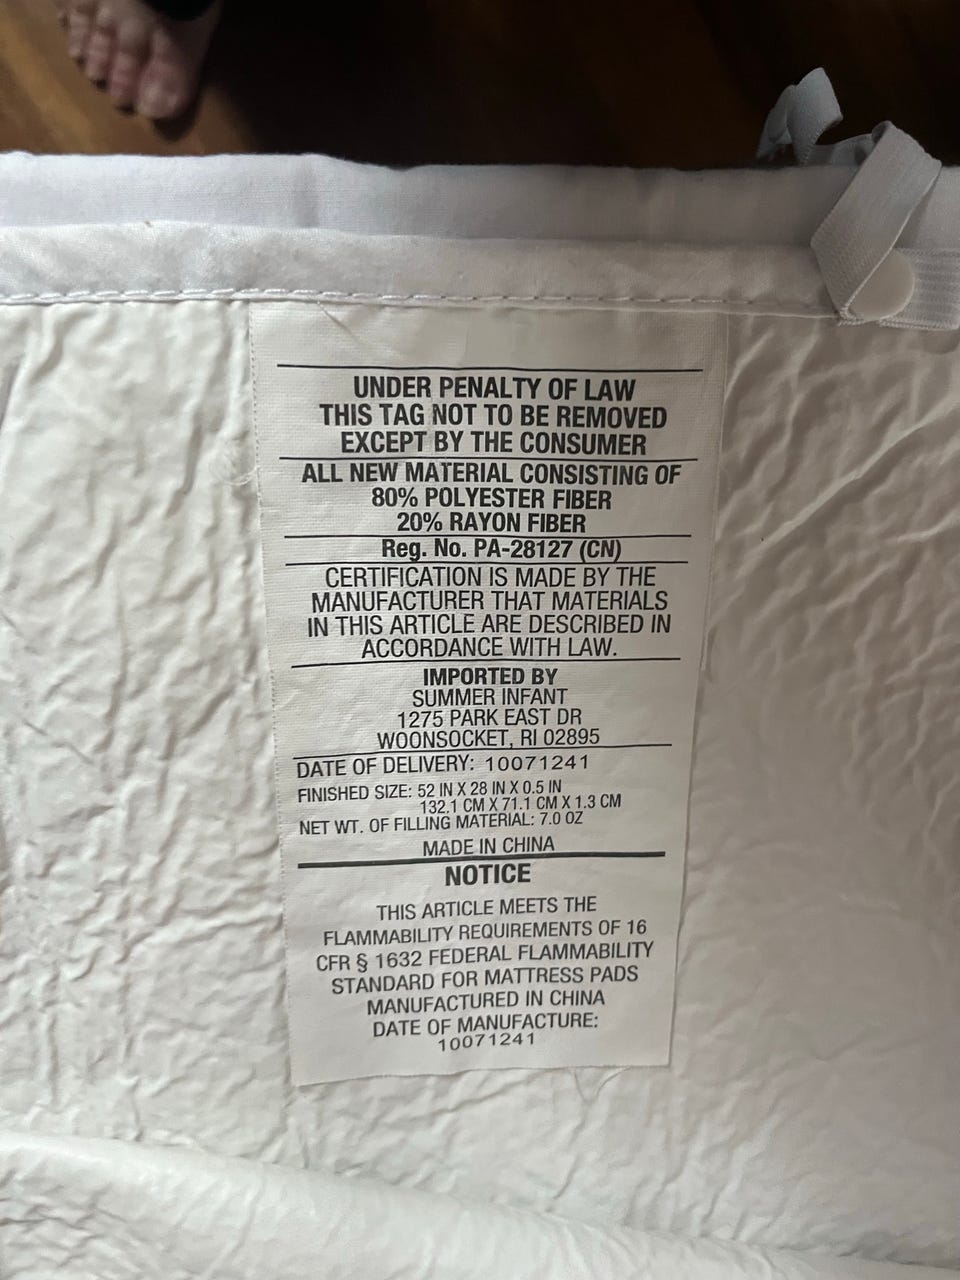 UNDER PENALTY OF LAW
THIS TAG NOT TO BE REMOVED
EXCEPT BY THE CONSUMER
ALL NEW MATERIAL CONSISTING OF
80% POLYESTER FIBER
20% RAYON FIBER
Reg. No. PA-28127 (CN)
CERTIFICATION IS MADE BY THE
MANUFACTURER THAT MATERIALS
IN THIS ARTICLE ARE DESCRIBED IN
ACCORDANCE WITH LAW.
IMPORTED BY
SUMMER INFANT
1275 PARK EAST DR
WOONSOCKET, RI 02895
DATE OF DELIVERY: 10071241
FINISHED SIZE: 52 IN X 28 IN X 0.5 IN
132.1 CM X 71.1 CM X 1.3 CM
NET WT. OF FILLING MATERIAL: 7.0 OZ
MADE IN CHINA
NOTICE
THIS ARTICLE MEETS THE
FLAMMABILITY REQUIREMENTS OF 16
CFR § 1632 FEDERAL FLAMMABILITY
STANDARD FOR MATTRESS PADS
MANUFACTURED IN CHINA
DATE OF MANUFACTURE:
10071241